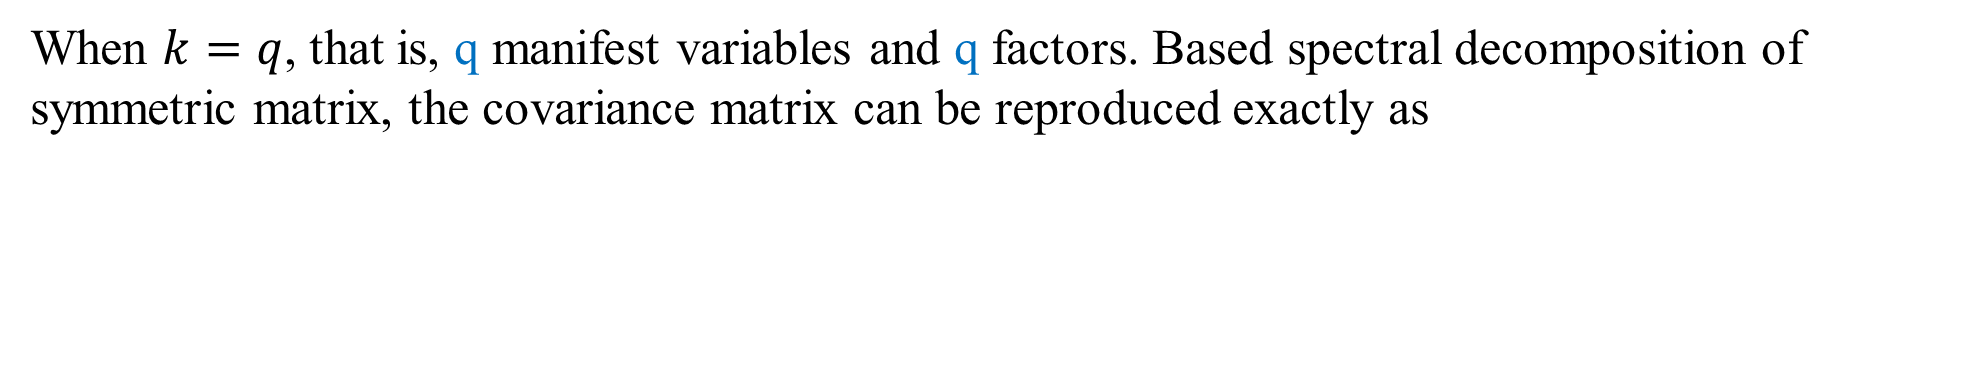 When k = q, that is, q manifest variables and q factors. Based spectral decomposition of
symmetric matrix, the covariance matrix can be reproduced exactly as